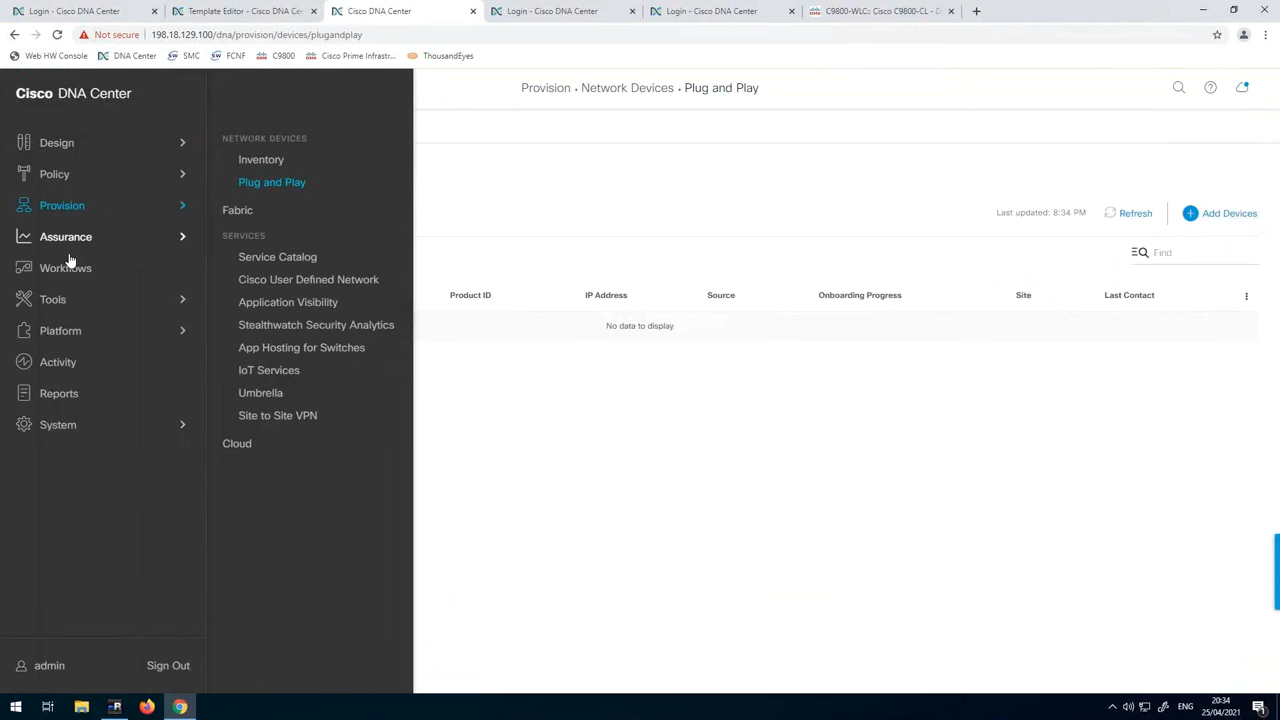 Login - Cisco DNA Center
Template Editor - Cisco DNA Cen
Cisco DNA Center
Login - Cisco DNA Center
Login - Cisco DNA Center
C9800-WLC: Cisco C9800-CL - D
Not secure
198.18.129.100/dna/provision/devices/plugandplay
Web HW Console
DNA Center
SMC
FCNF
C9800
Cisco Prime Infrastr...
ThousandEyes
Cisco DNA Center
Provision • Network Devices • Plug and Play
Design
Policy
Provision
Assurance
Workflows
Tools
Platform
Activity
Reports
System
admin
Sign Out
NETWORK DEVICES
Inventory
Plug and Play
Fabric
SERVICES
Service Catalog
Cisco User Defined Network
Application Visibility
Stealthwatch Security Analytics
App Hosting for Switches
IoT Services
Umbrella
Site to Site VPN
Cloud
Last updated: 8:34 PM
Refresh
Add Devices
Find
Product ID
IP Address
Source
Onboarding Progress
Site
Last Contact
No data to display
ENG
20:34
25/04/2021